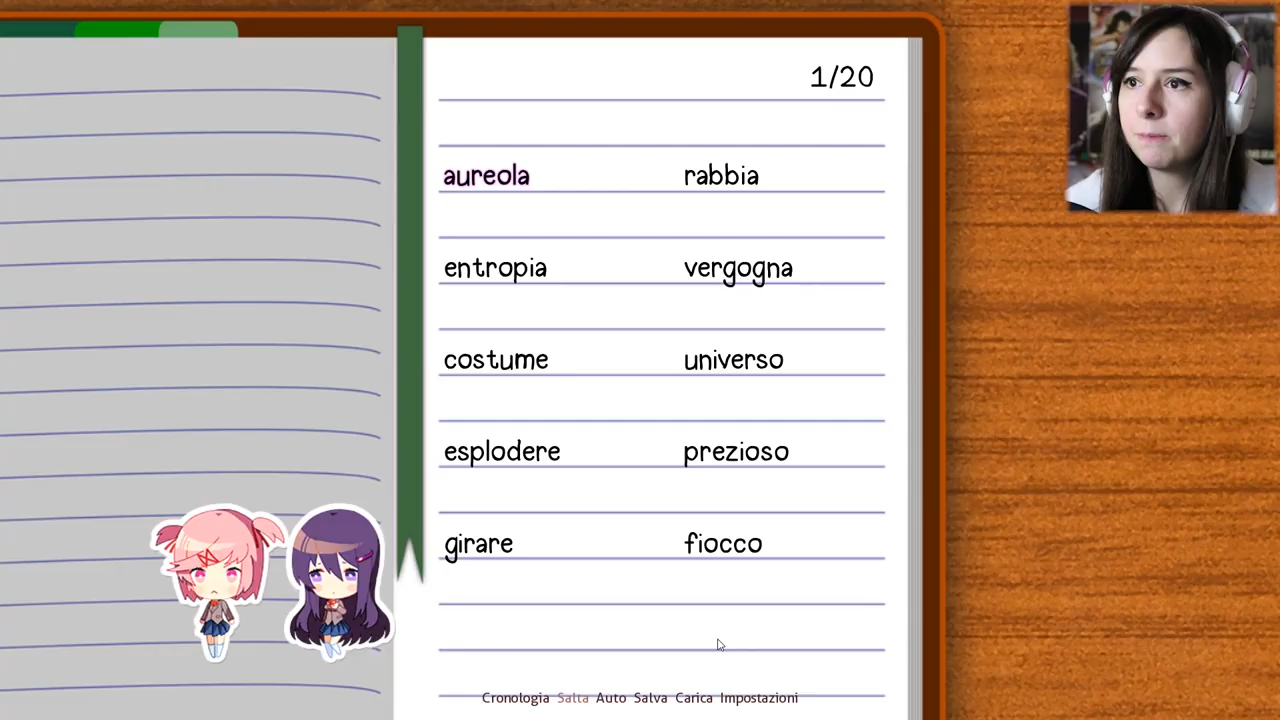 1/20
aureola rabbia
entropia vergogna
costume universo
esplodere prezioso
girare fiocco
Cronologia Salta Auto Salva Carica Impostazioni